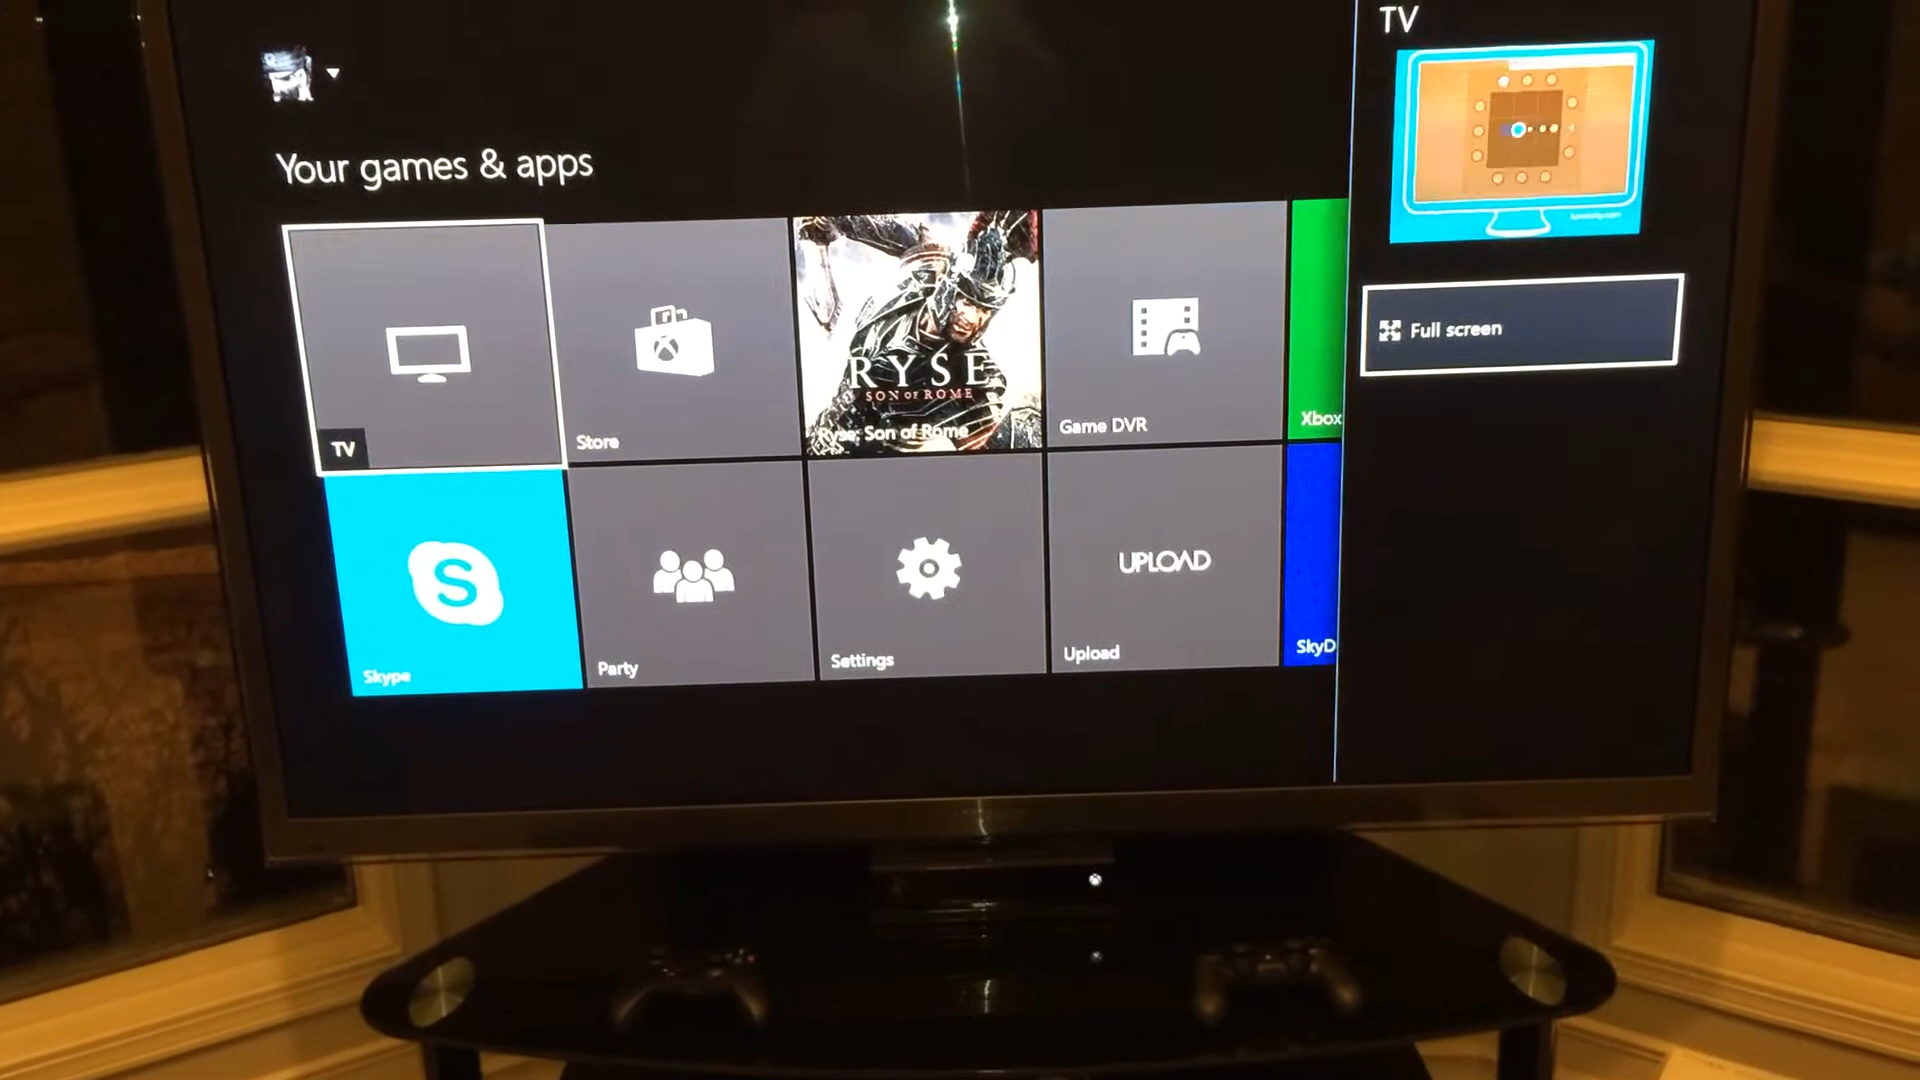 TV
Your games & apps
RYSE
SON OF ROME
TV
Store
Ryse: Son of Rome
Game DVR
Xbox
Full screen
UPLOAD
Skype
Party
Settings
Upload
SkyD